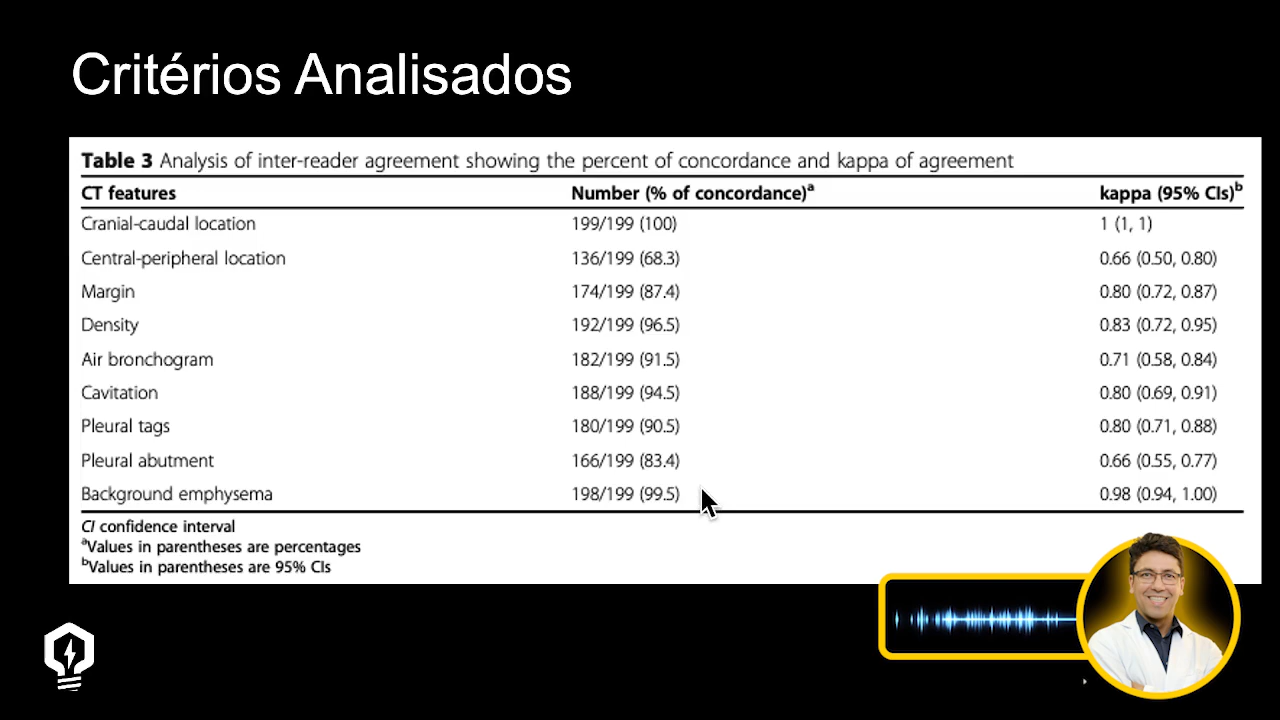 Critérios Analisados
Table 3 Analysis of inter-reader agreement showing the percent of concordance and kappa of agreement
CT features Number (% of concordance)a kappa (95% CIs)b
Cranial-caudal location 199/199 (100) 1 (1, 1)
Central-peripheral location 136/199 (68.3) 0.66 (0.50, 0.80)
Margin 174/199 (87.4) 0.80 (0.72, 0.87)
Density 192/199 (96.5) 0.83 (0.72, 0.95)
Air bronchogram 182/199 (91.5) 0.71 (0.58, 0.84)
Cavitation 188/199 (94.5) 0.80 (0.69, 0.91)
Pleural tags 180/199 (90.5) 0.80 (0.71, 0.88)
Pleural abutment 166/199 (83.4) 0.66 (0.55, 0.77)
Background emphysema 198/199 (99.5) 0.98 (0.94, 1.00)
CI confidence interval
aValues in parentheses are percentages
bValues in parentheses are 95% CIs